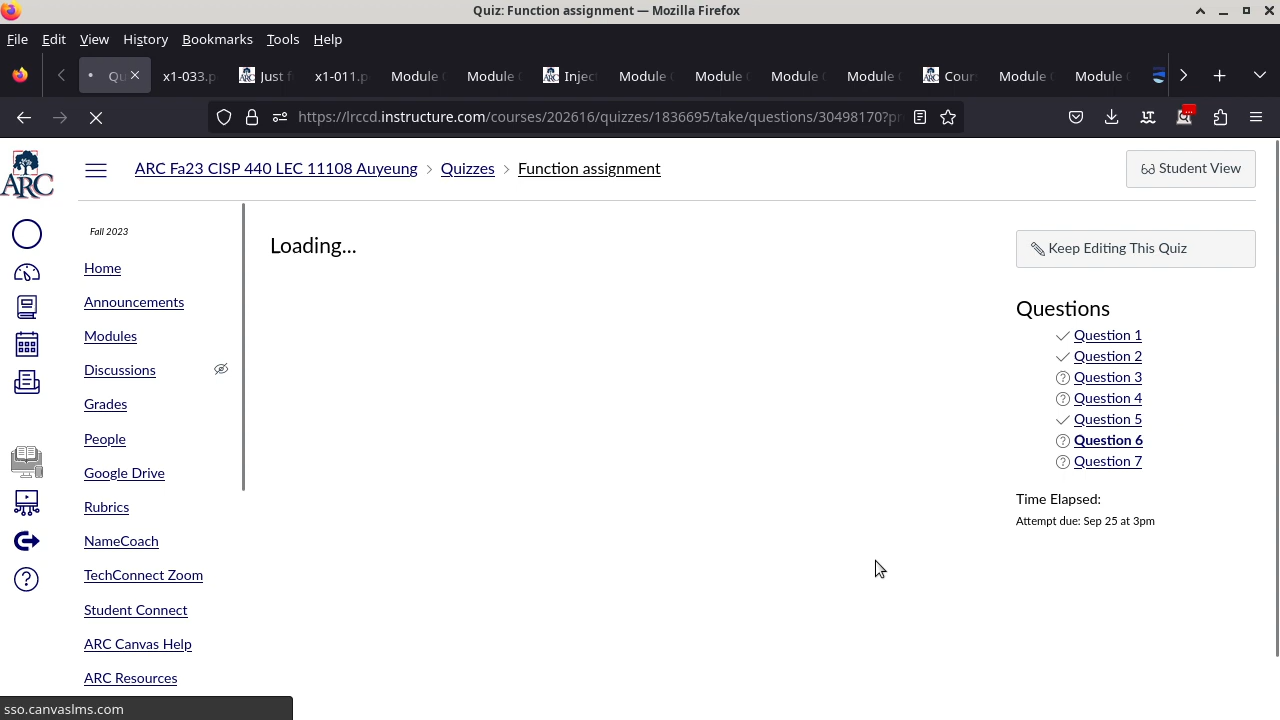 Quiz: Function assignment — Mozilla Firefox
File Edit View History Bookmarks Tools Help
Qu x1-033.p Just f x1-011.p Module Module Injec Module Module Module Module Cour Module Module
https://lrccd.instructure.com/courses/202616/quizzes/1836695/take/questions/30498170?pr
ARC
ARC Fa23 CISP 440 LEC 11108 Auyeung > Quizzes > Function assignment
Student View
Fall 2023
Home
Announcements
Modules
Discussions
Grades
People
Google Drive
Rubrics
NameCoach
TechConnect Zoom
Student Connect
ARC Canvas Help
ARC Resources
Loading...
Keep Editing This Quiz
Questions
Question 1
Question 2
Question 3
Question 4
Question 5
Question 6
Question 7
Time Elapsed:
Attempt due: Sep 25 at 3pm
sso.canvaslms.com